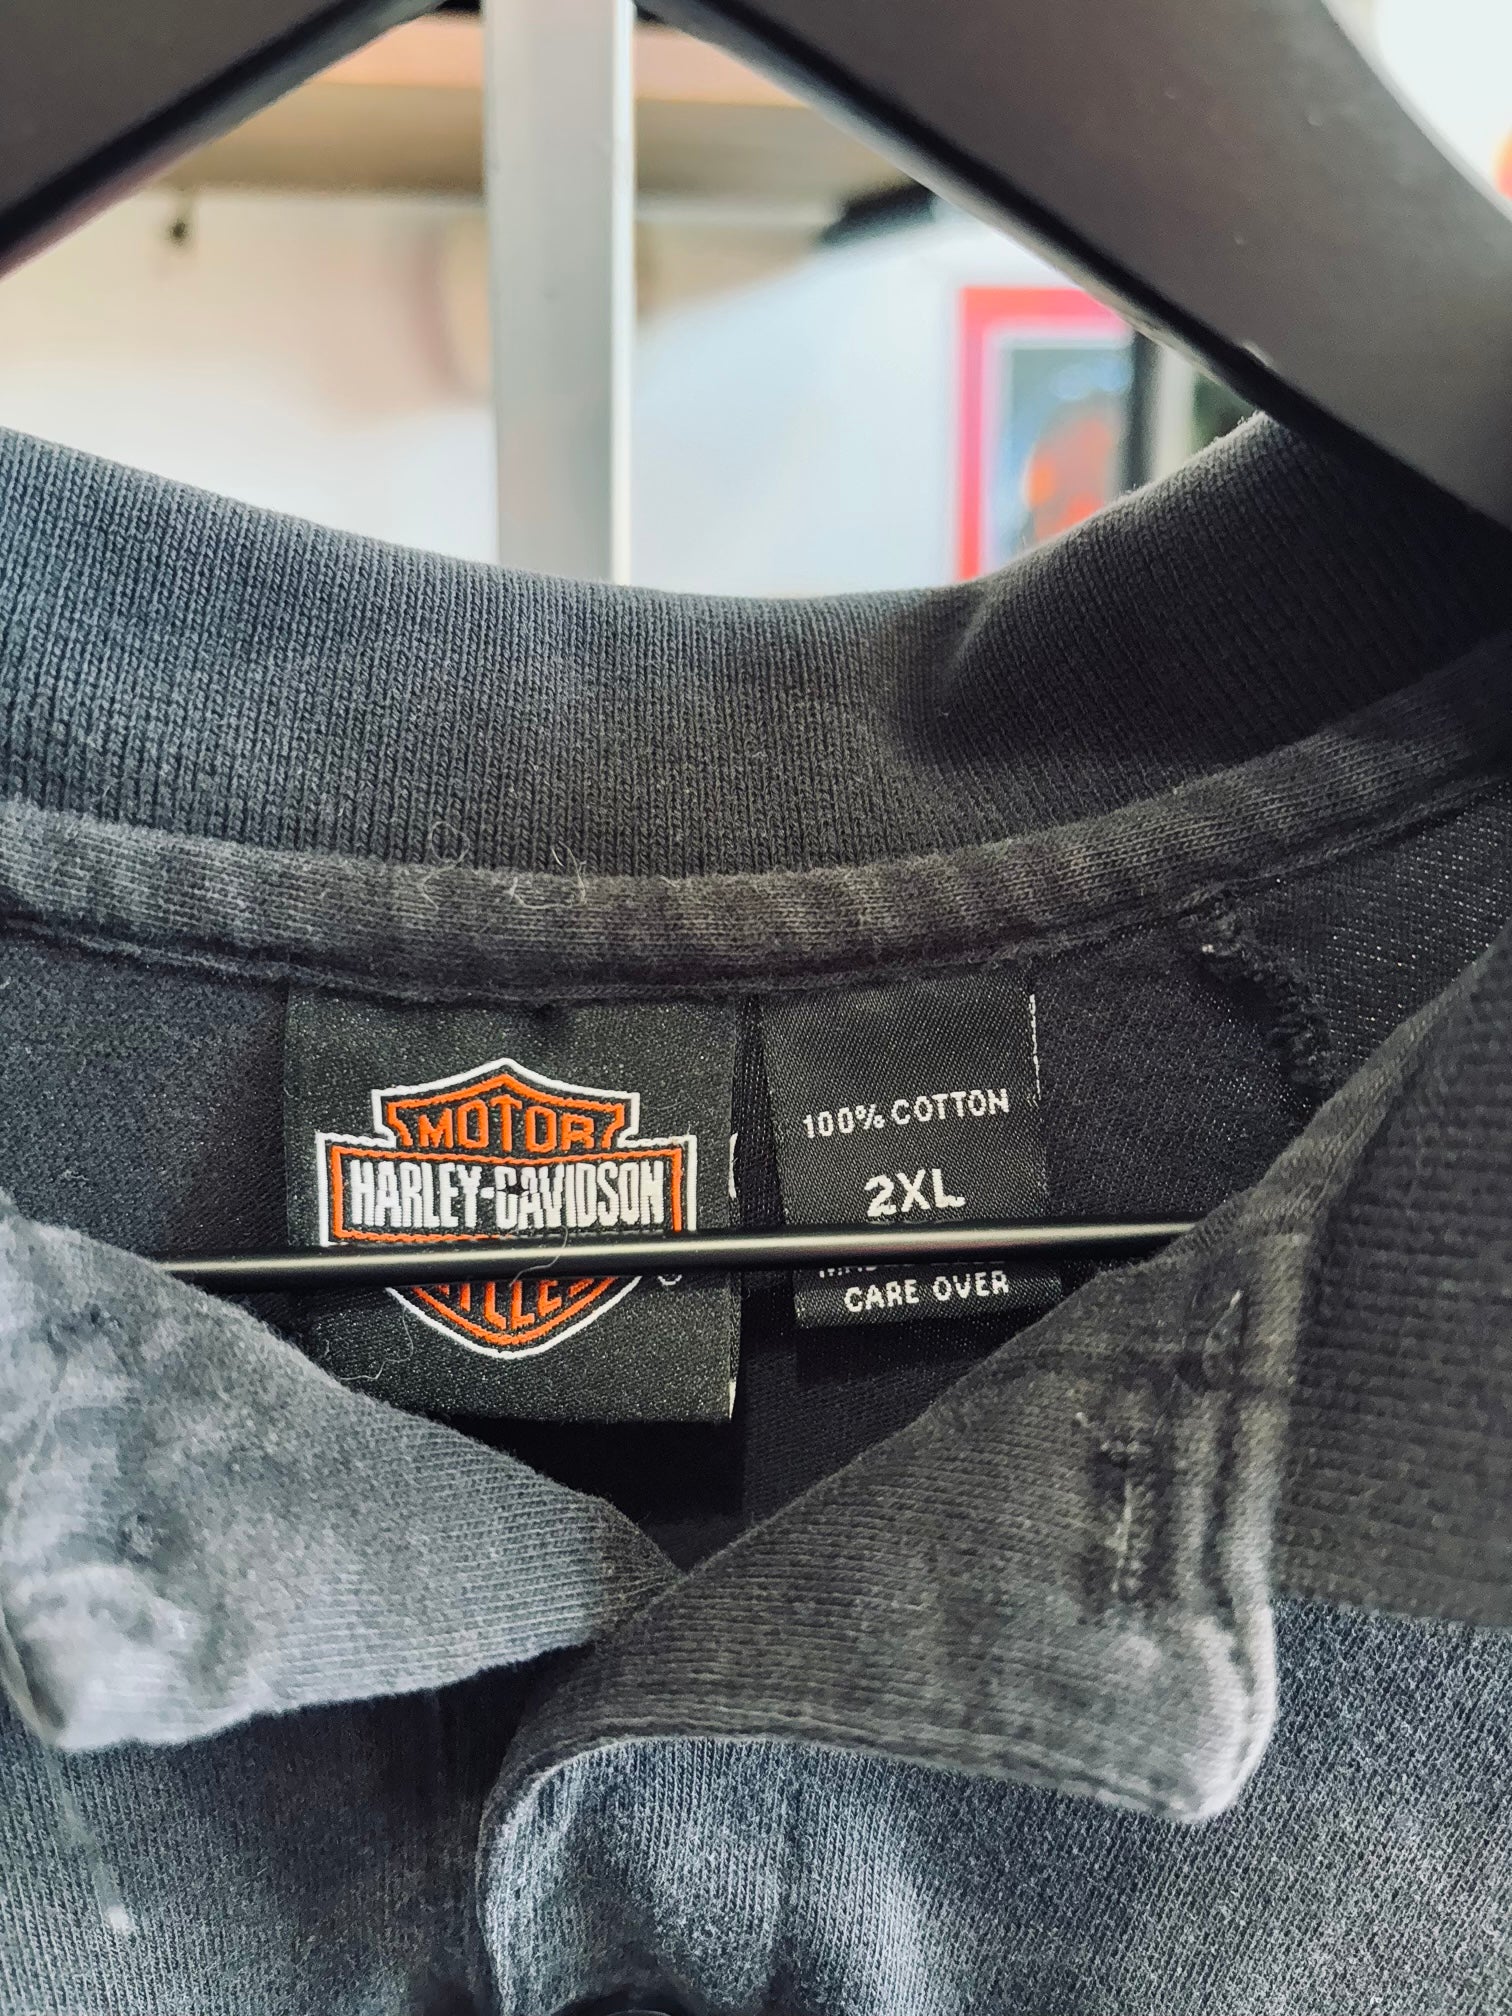 MOTOR
HARLEY-DAVIDSON
100% COTTON
2XL
CARE OVER